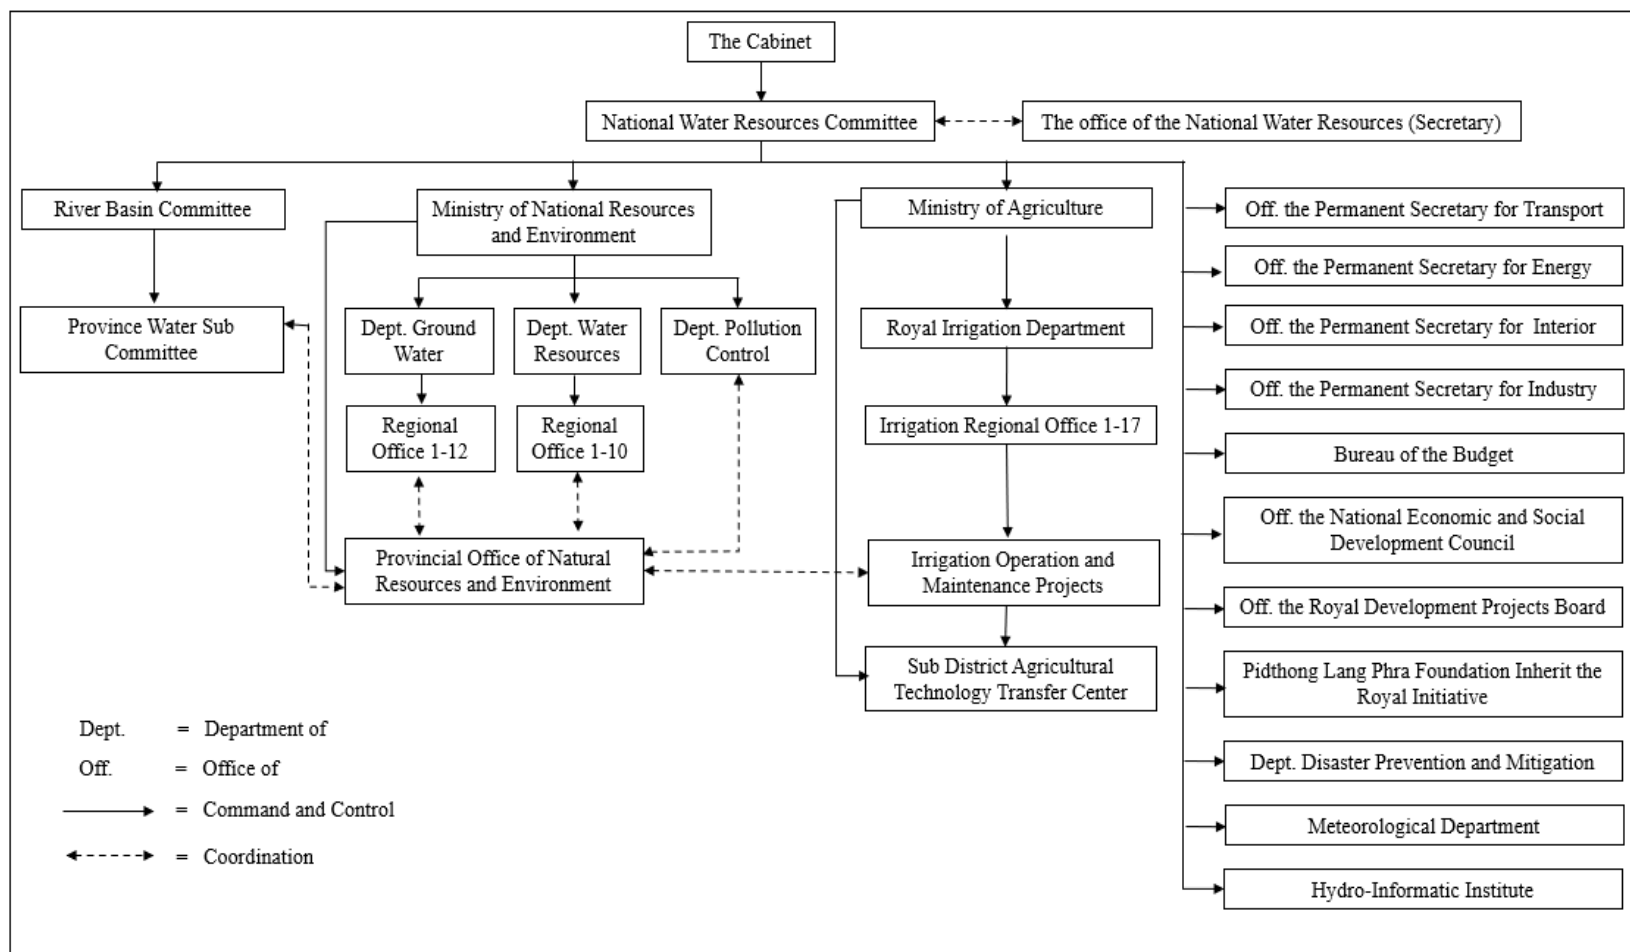 The Cabinet
National Water Resources Committee
The office of the National Water Resources (Secretary)
River Basin Committee
Ministry of National Resources
and Environment
Ministry of Agriculture
Off. the Permanent Secretary for Transport
Off. the Permanent Secretary for Energy
Province Water Sub
Committee
Dept. Ground
Water
Dept. Water
Resources
Dept. Pollution
Control
Royal Irrigation Department
Off. the Permanent Secretary for Interior
Off. the Permanent Secretary for Industry
Regional
Office 1-12
Regional
Office 1-10
Irrigation Regional Office 1-17
Bureau of the Budget
Off. the National Economic and Social
Development Council
Provincial Office of Natural
Resources and Environment
Irrigation Operation and
Maintenance Projects
Off. the Royal Development Projects Board
Sub District Agricultural
Technology Transfer Center
Pidthong Lang Phra Foundation Inherit the
Royal Initiative
Dept. Disaster Prevention and Mitigation
Meteorological Department
Hydro-Informatic Institute
Dept. = Department of
Off. = Office of
= Command and Control
= Coordination